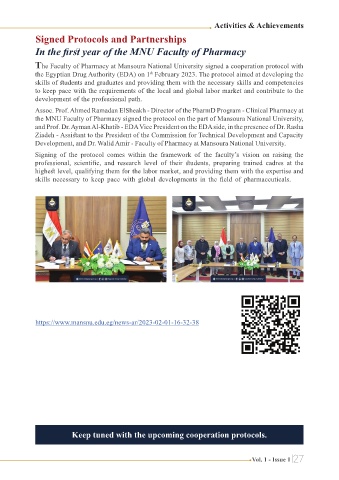 Activities & Achievements
Signed Protocols and Partnerships
In the first year of the MNU Faculty of Pharmacy
The Faculty of Pharmacy at Mansoura National University signed a cooperation protocol with
the Egyptian Drug Authority (EDA) on 1st February 2023. The protocol aimed at developing the
skills of students and graduates and providing them with the necessary skills and competencies
to keep pace with the requirements of the local and global labor market and contribute to the
development of the professional path.
Assoc. Prof. Ahmed Ramadan ElSheakh - Director of the PharmD Program - Clinical Pharmacy at
the MNU Faculty of Pharmacy signed the protocol on the part of Mansoura National University,
and Prof. Dr. Ayman Al-Khatib - EDA Vice President on the EDA side, in the presence of Dr. Rasha
Ziadeh - Assistant to the President of the Commission for Technical Development and Capacity
Development, and Dr. Walid Amir - Faculty of Pharmacy at Mansoura National University.
Signing of the protocol comes within the framework of the faculty's vision on raising the
professional, scientific, and research level of their students, preparing trained cadres at the
highest level, qualifying them for the labor market, and providing them with the expertise and
skills necessary to keep pace with global developments in the field of pharmaceuticals.
https://www.mansnu.edu.eg/news-ar/2023-02-01-16-32-38
Keep tuned with the upcoming cooperation protocols.
Vol. 1 - Issue 1 27